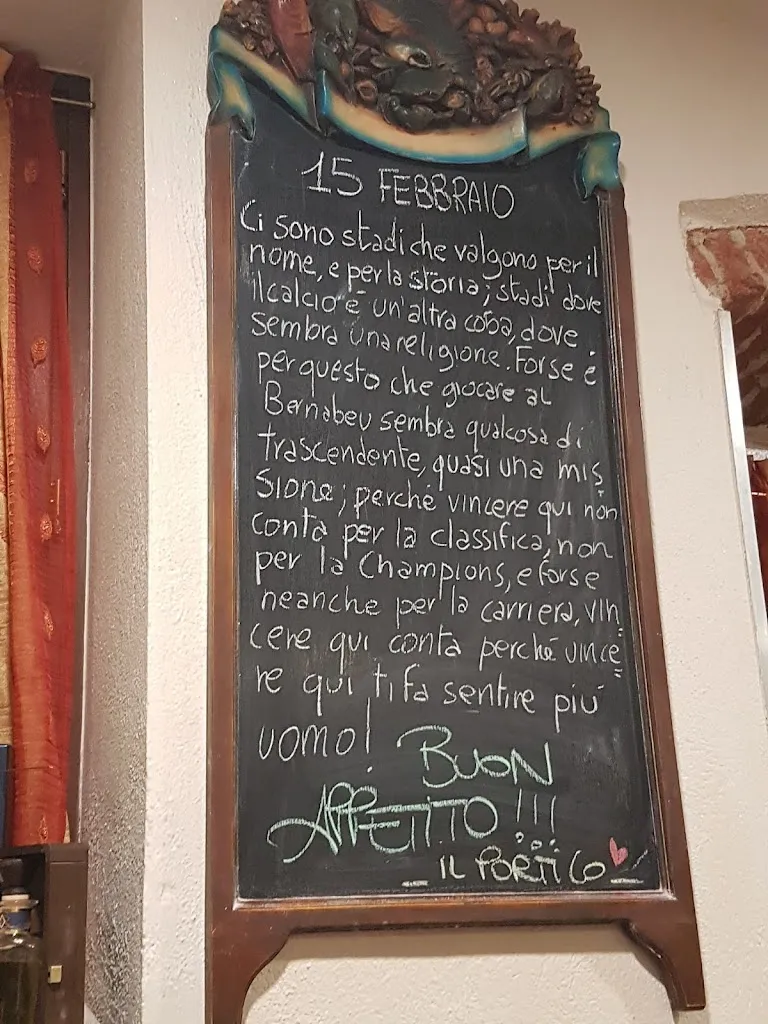 15 FEBBRAIO
Ci sono stadi che valgono per il
nome, e per la storia; stadi dove
il calcio è un'altra cosa, dove
sembra una religione. Forse è
per questo che giocare al
Bernabeu sembra qualcosa di
trascendente, quasi una mis
sione; perché vincere qui non
conta per la classifica, non
per la Champions, e forse
neanche per la carriera, vin
cere qui conta perché vince
re qui ti fa sentire più
uomo!
BUON
APPETITO!!!
IL PORTICO